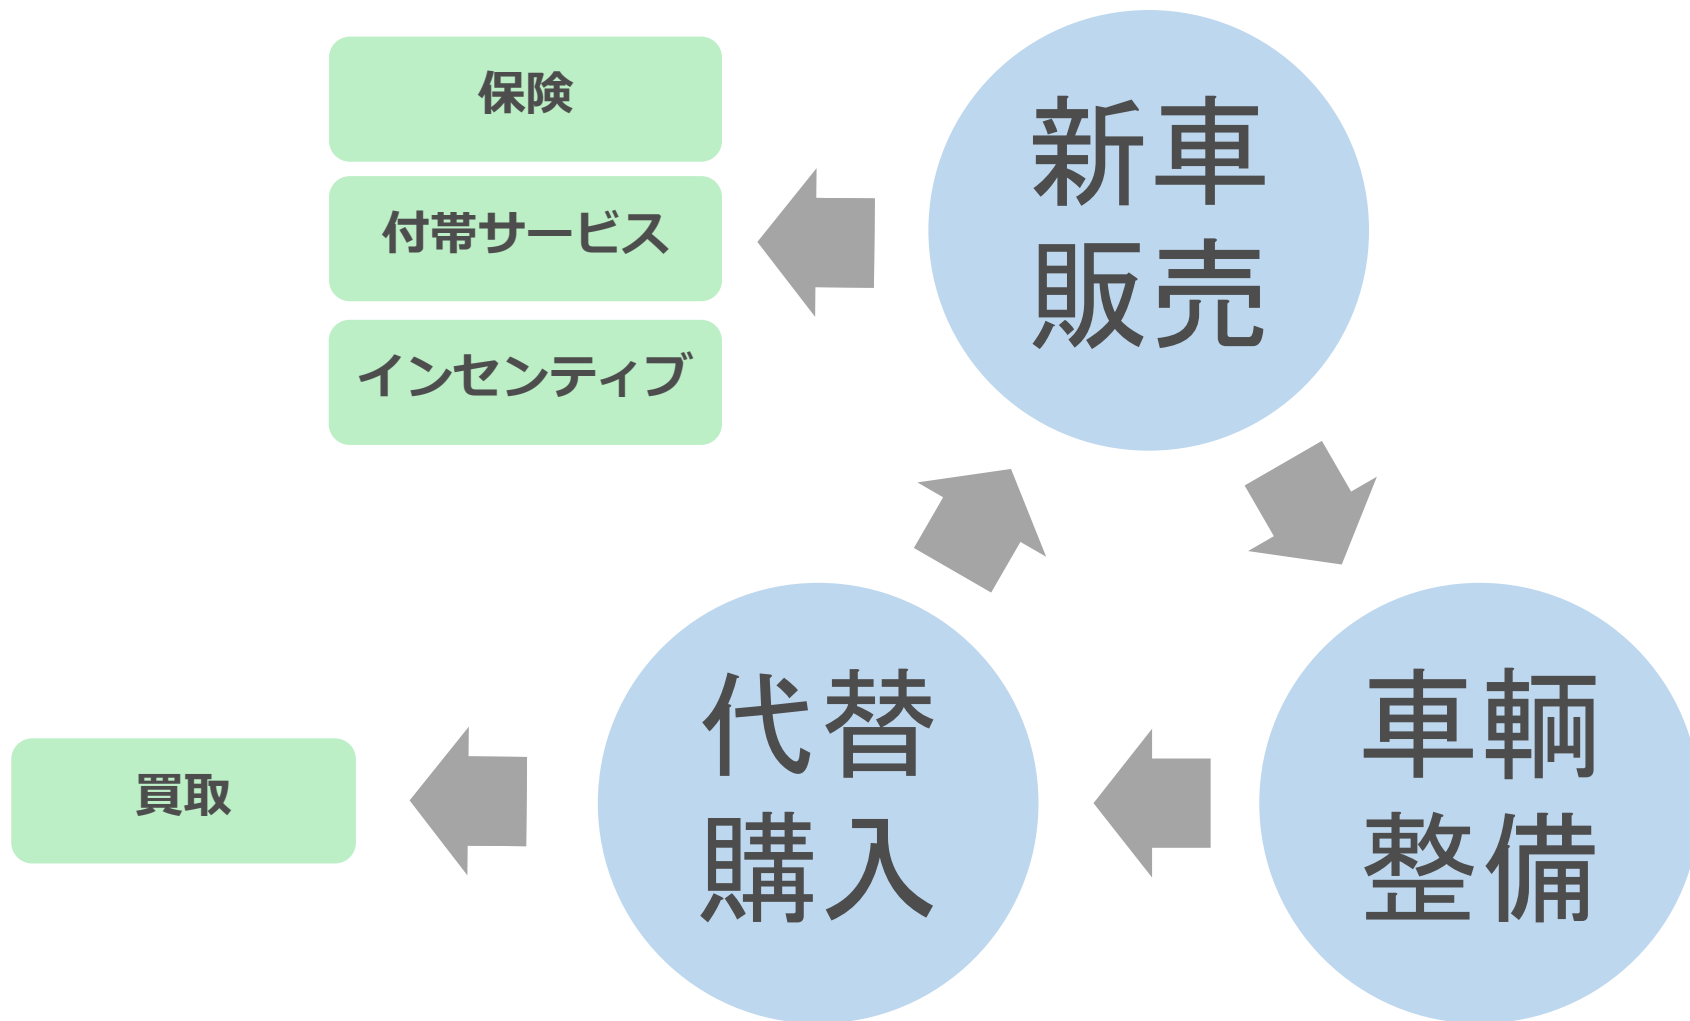 保険
付帯サービス
インセンティブ
新車
販売
買取
代替
購入
車輌
整備